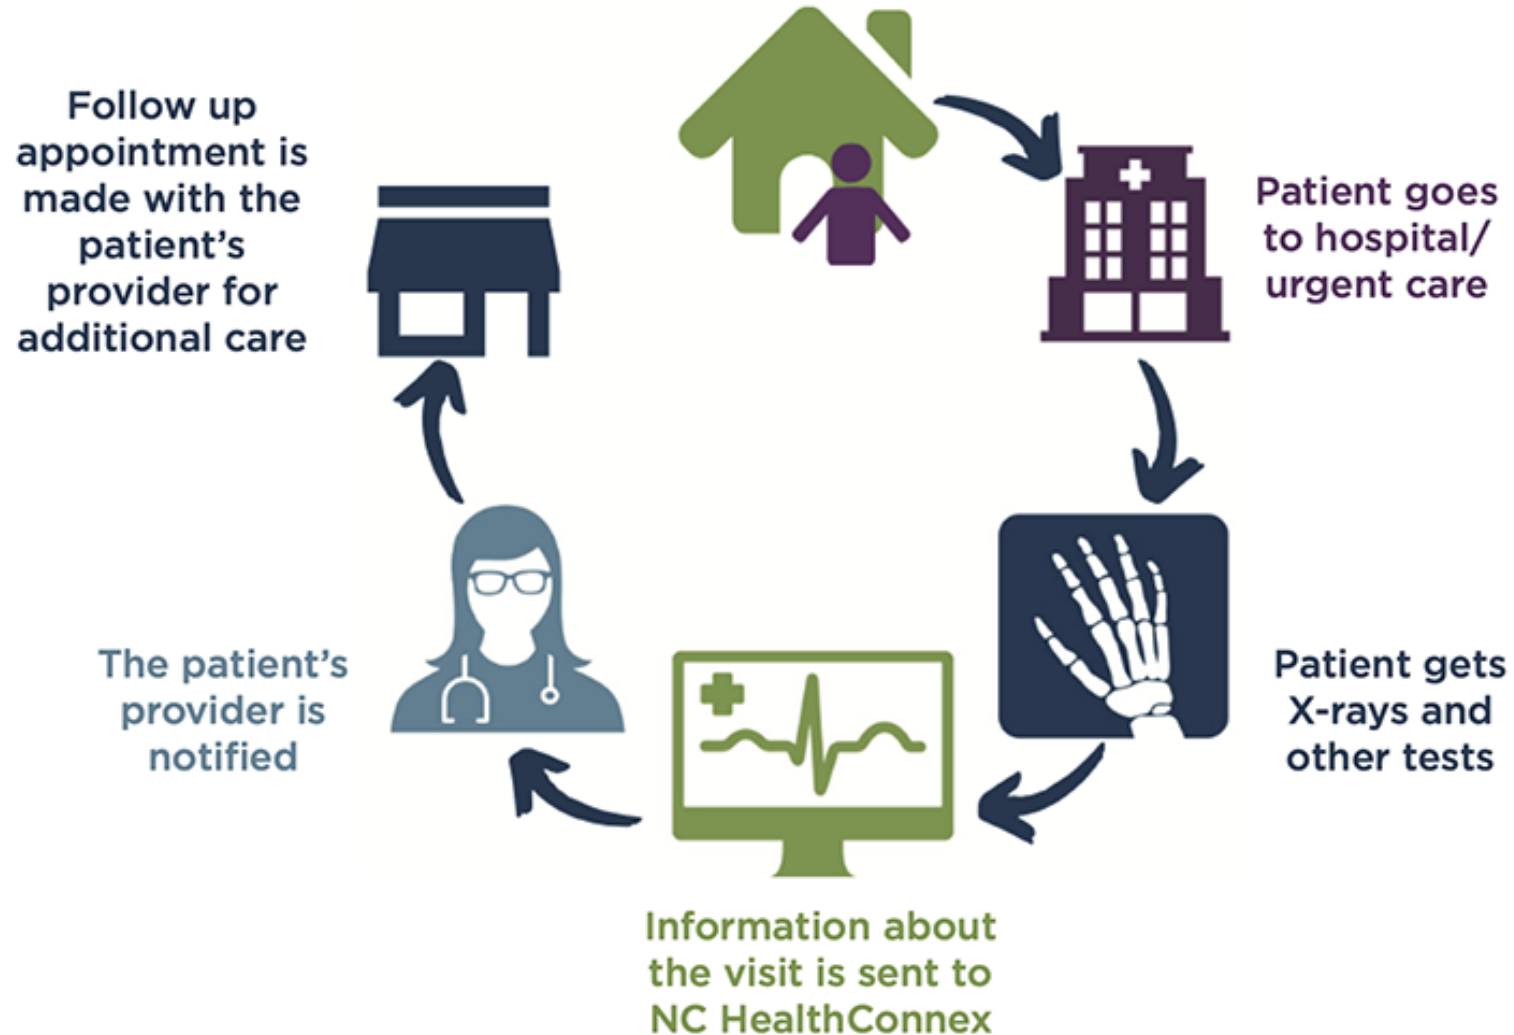 Patient goes
to hospital/
urgent care
Patient gets
X-rays and
other tests
Information about
the visit is sent to
NC HealthConnex
The patient's
provider is
notified
Follow up
appointment is
made with the
patient's
provider for
additional care